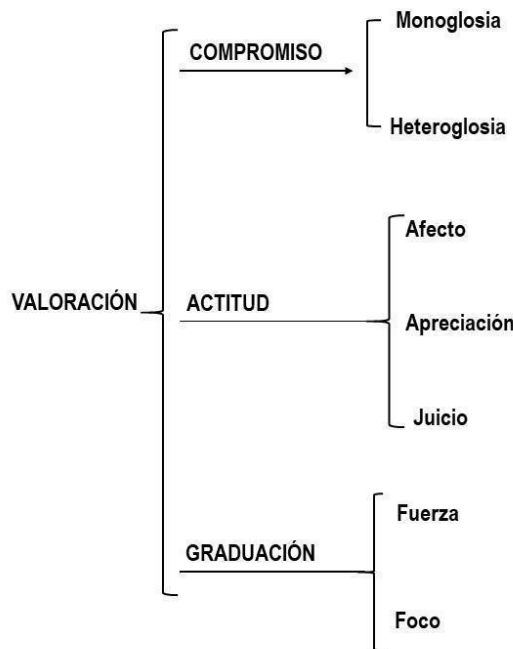 Monoglosia
COMPROMISO
Heteroglosia
Afecto
VALORACIÓN
ACTITUD
Apreciación
Juicio
Fuerza
GRADUACIÓN
Foco